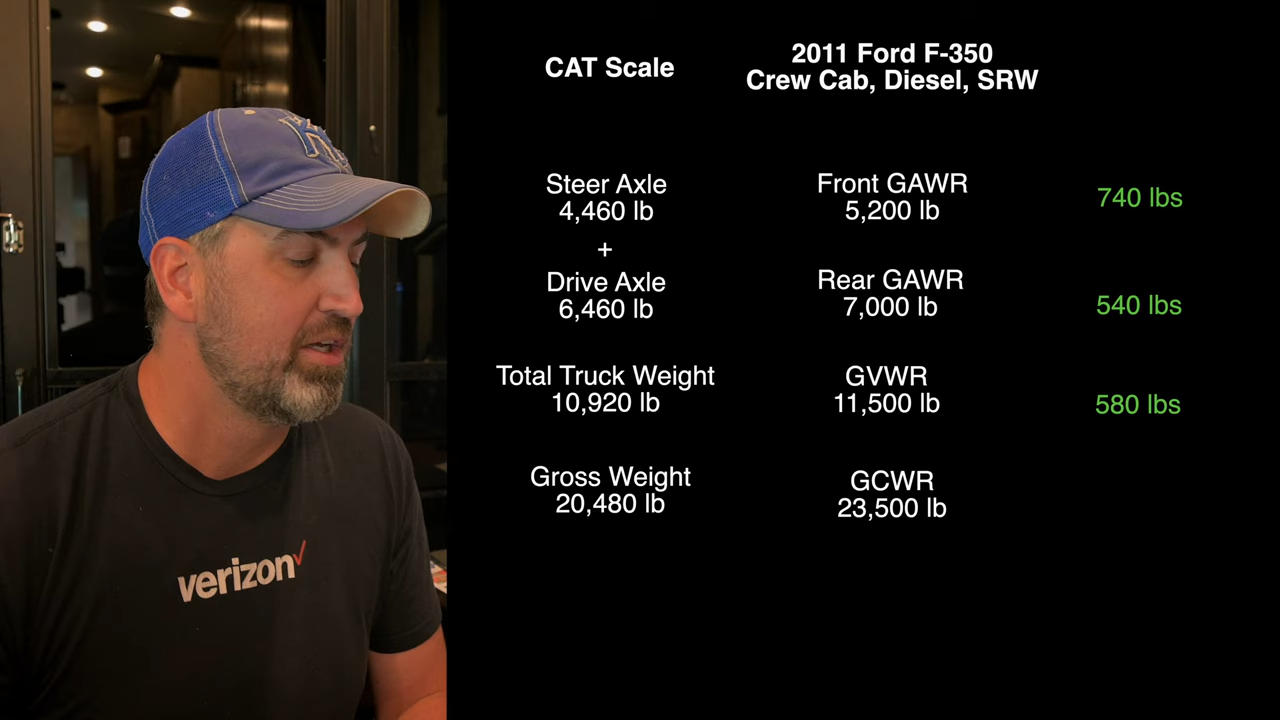 CAT Scale
2011 Ford F-350
Crew Cab, Diesel, SRW
Steer Axle
4,460 lb
Front GAWR
5,200 lb
740 lbs
+
Drive Axle
6,460 lb
Rear GAWR
7,000 lb
540 lbs
Total Truck Weight
10,920 lb
GVWR
11,500 lb
580 lbs
Gross Weight
20,480 lb
GCWR
23,500 lb
verizon